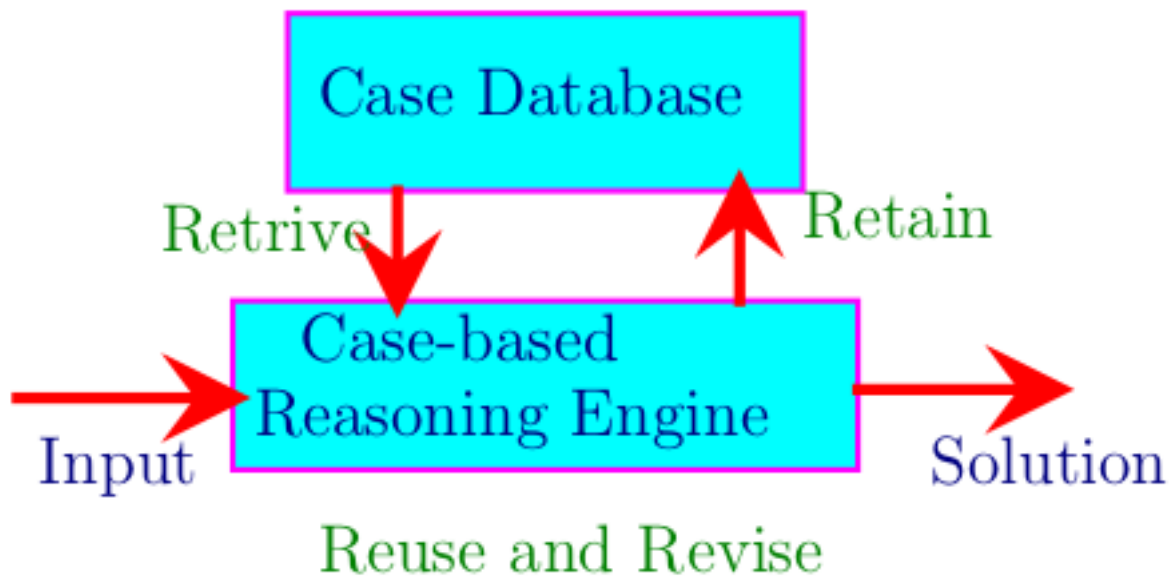 Case Database
Retrive
Retain
Case-based
Reasoning Engine
Input
Solution
Reuse and Revise